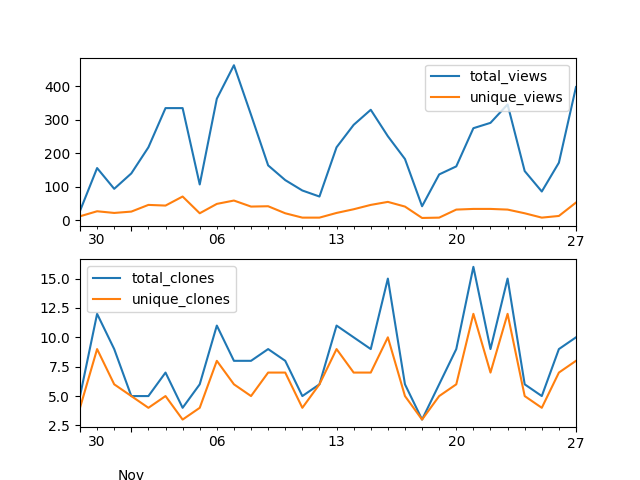 400
300
200
100
0
total_views
unique_views
30 06 13 20 27
15.0
12.5
10.0
7.5
5.0
2.5
total_clones
unique_clones
30 06 13 20 27
Nov